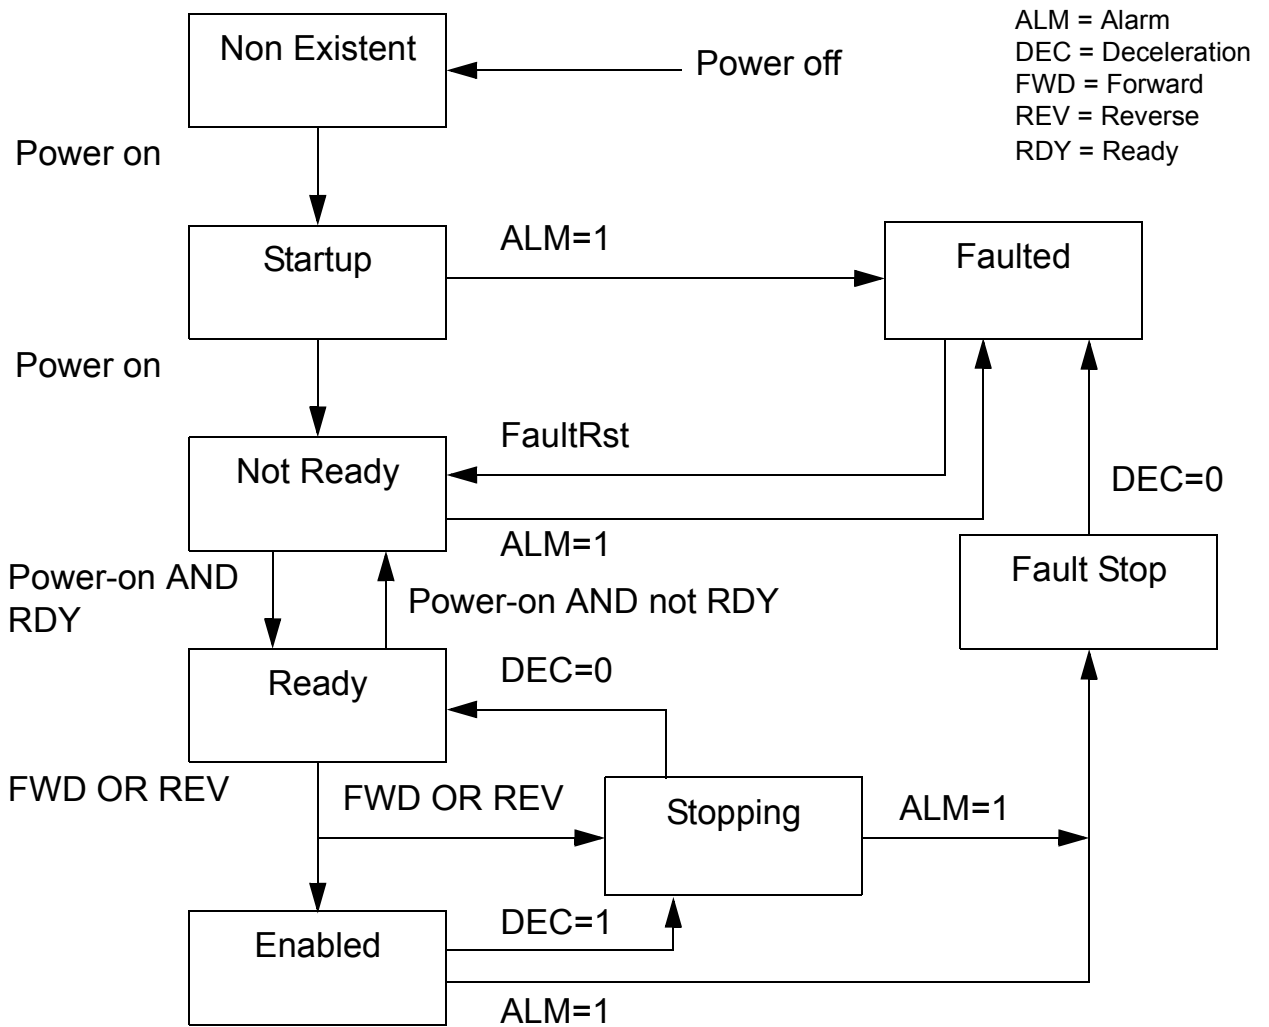 Non Existent
Power off
ALM = Alarm
DEC = Deceleration
FWD = Forward
REV = Reverse
RDY = Ready
Power on
Startup
ALM=1
Faulted
Power on
Not Ready
FaultRst
DEC=0
ALM=1
Fault Stop
Power-on AND
RDY
Power-on AND not RDY
Ready
DEC=0
FWD OR REV
FWD OR REV
Stopping
ALM=1
Enabled
DEC=1
ALM=1